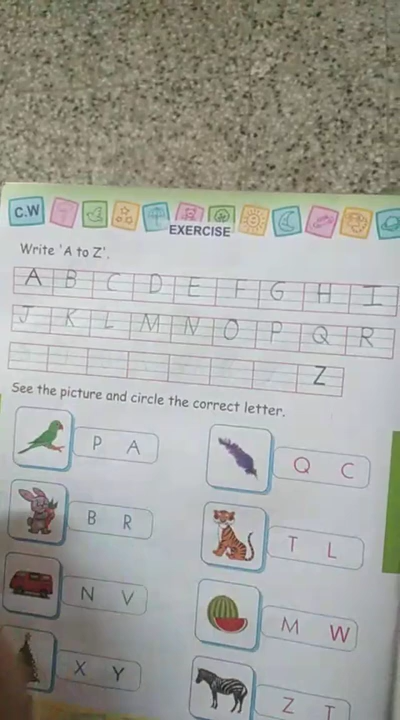 C.W
EXERCISE
Write 'A to Z'.
A B C D E F G H I
J K L M N O P Q R
Z
See the picture and circle the correct letter.
P A
Q C
B R
T L
N V
M W
X Y
Z T